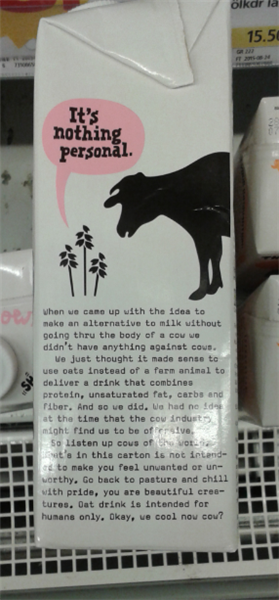 ölkdr
15.50
It's
nothing
personal.
When we came up with the idea to
make an alternative to milk without
going thru the body of a cow we
didn't have anything against cows.
We just thought it made sense to
use oats instead of a farm animal to
deliver a drink that combines
protein, unsaturated fat, carbs and
fiber. And so we did. We had no idea
at the time that the cow industry
might find us to be offensive.
So listen up cows of the world.
What's in this carton is not intend-
ed to make you feel unwanted or un-
worthy. Go back to pasture and chill
with pride, you are beautiful crea-
tures. Oat drink is intended for
humans only. Okay, we cool now cow?